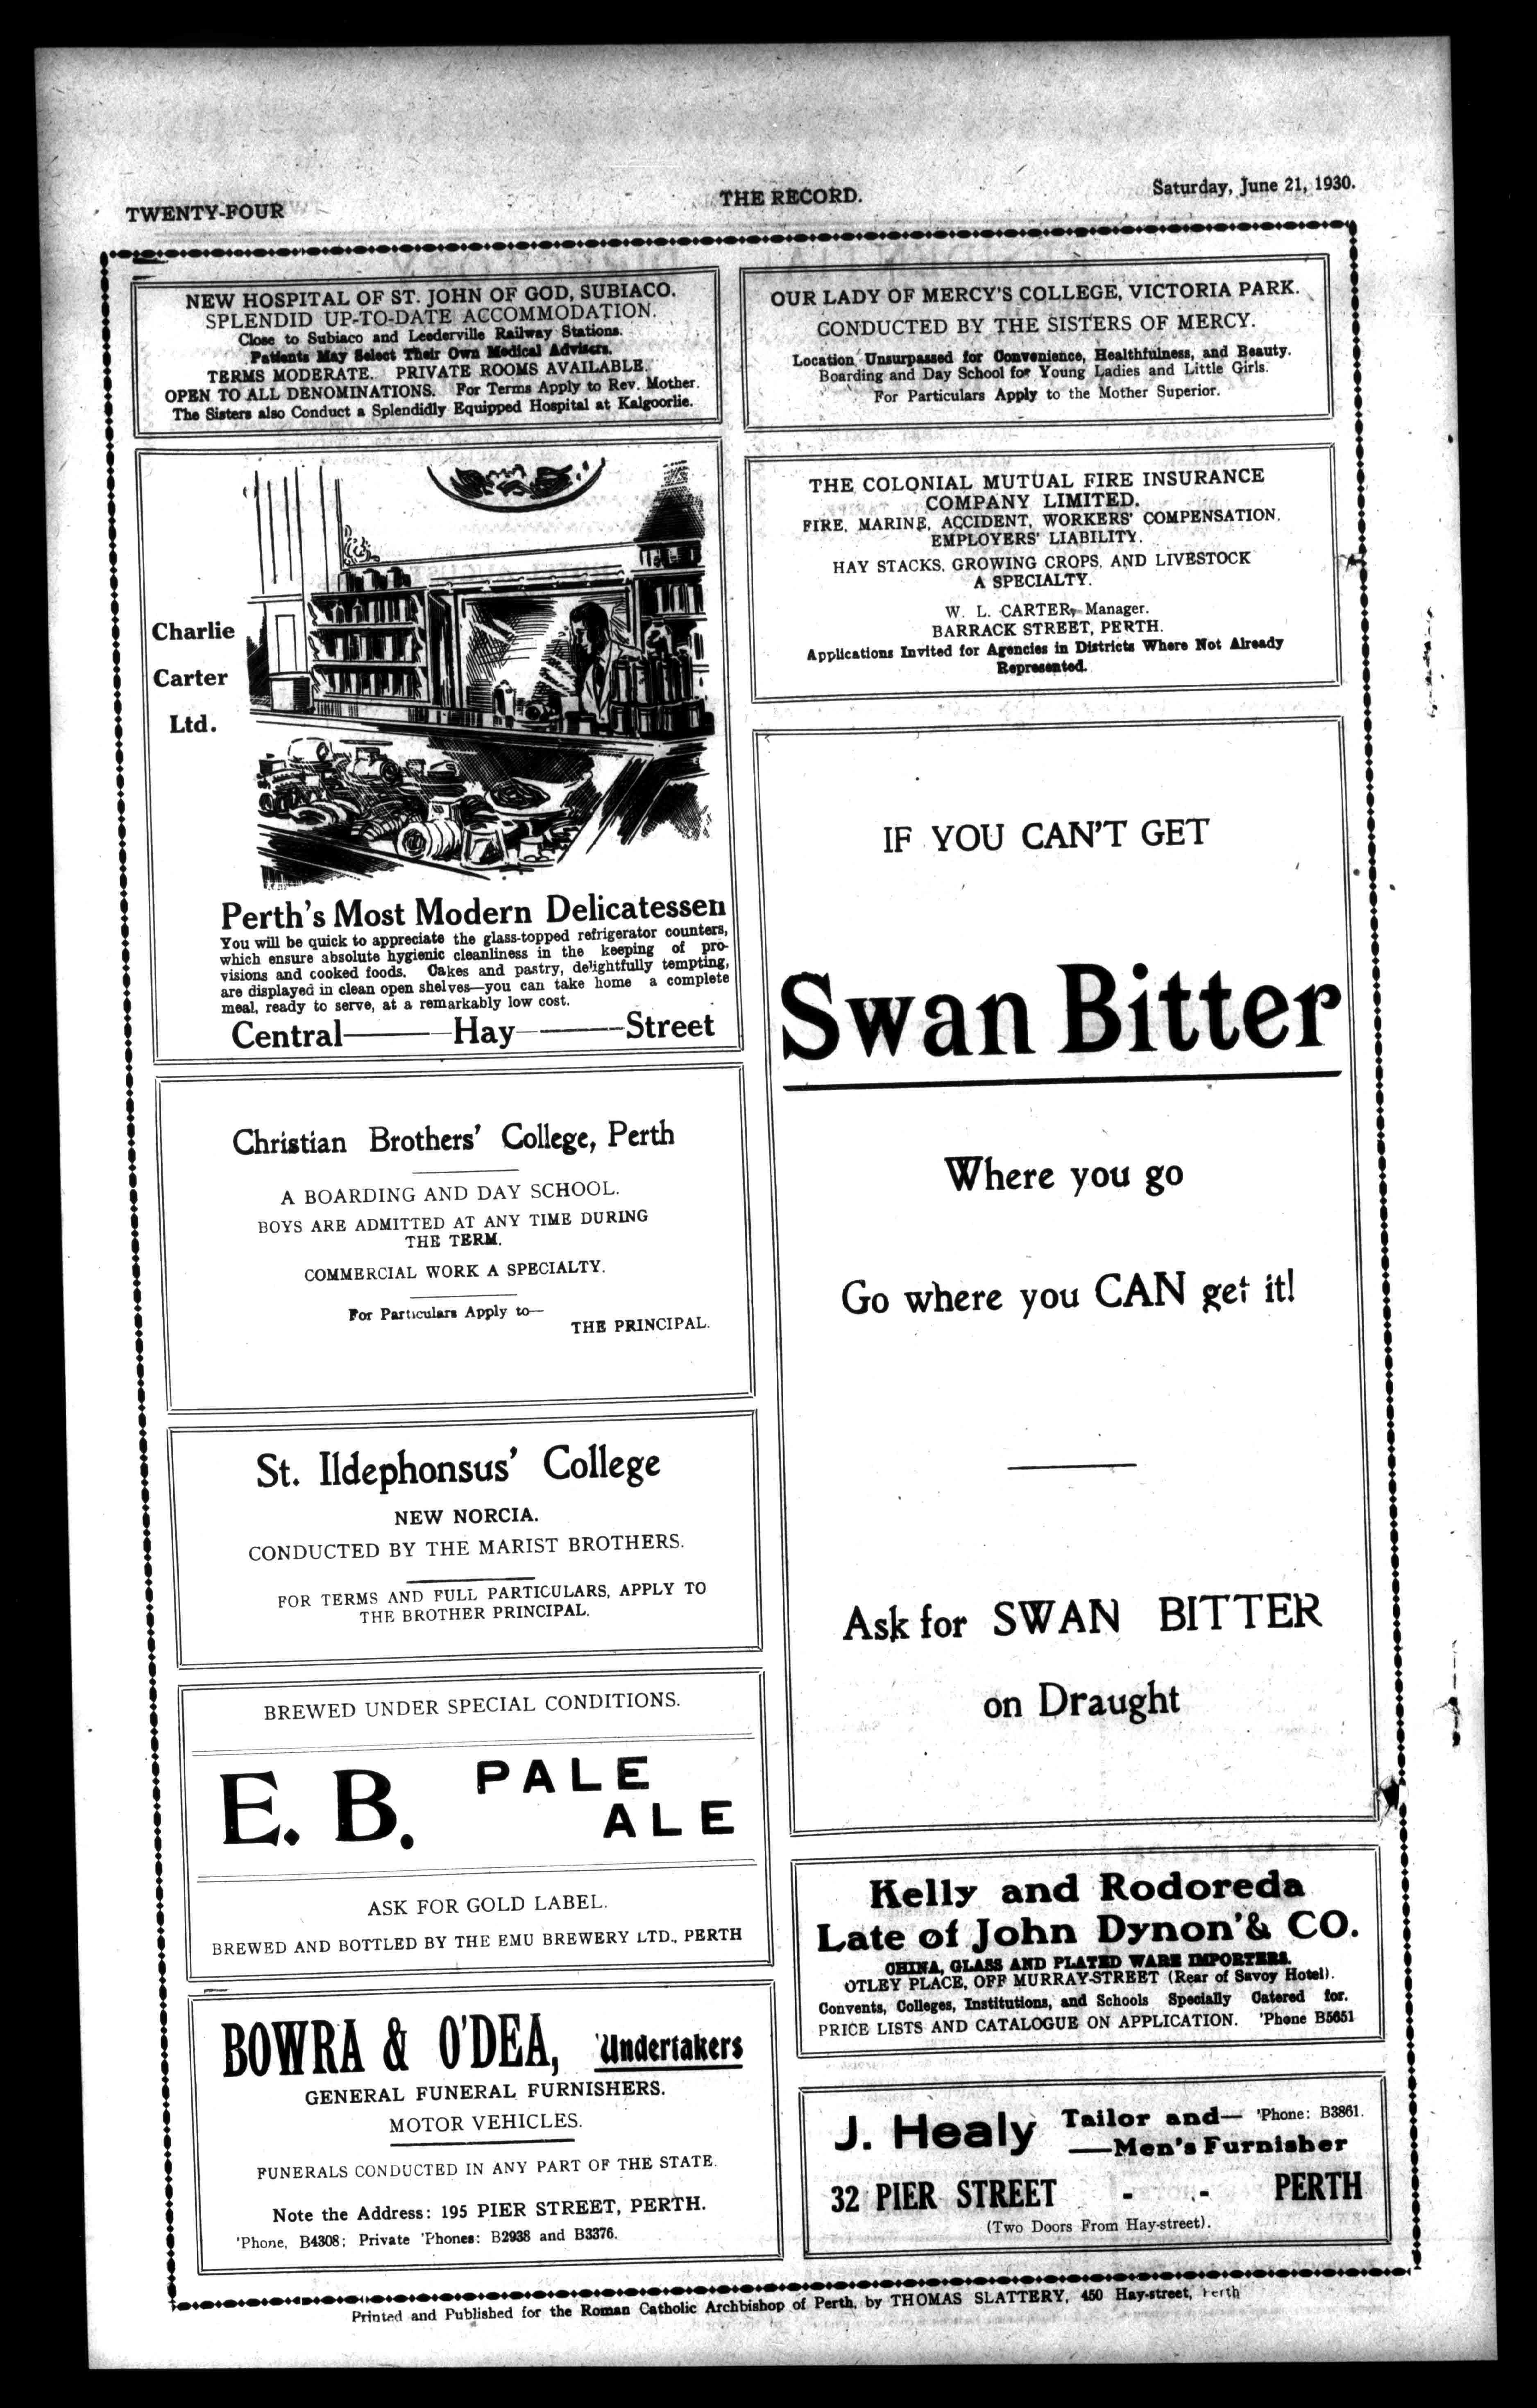 TWENTY-FOUR
THE RECORD.
Saturday, June 21, 1930.
NEW HOSPITAL OF ST. JOHN OF GOD, SUBIACO.
SPLENDID UP-TO-DATE ACCOMMODATION.
Close to Subiaco and Leederville Railway Stations.
Patients May Select Their Own Medical Advisers.
TERMS MODERATE. PRIVATE ROOMS AVAILABLE.
OPEN TO ALL DENOMINATIONS. For Terms Apply to Rev. Mother.
The Sisters also Conduct a Splendidly Equipped Hospital at Kalgoorlie.
Charlie
Carter
Ltd.
Perth's Most Modern Delicatessen
You will be quick to appreciate the glass-topped refrigerator counters,
which ensure absolute hygienic cleanliness in the keeping of pro-
visions and cooked foods. Cakes and pastry, delightfully tempting,
are displayed in clean open shelves—you can take home a complete
meal, ready to serve, at a remarkably low cost.
Central———Hay———Street
Christian Brothers' College, Perth
A BOARDING AND DAY SCHOOL.
BOYS ARE ADMITTED AT ANY TIME DURING
THE TERM.
COMMERCIAL WORK A SPECIALTY.
For Particulars Apply to—
THE PRINCIPAL.
St. Ildephonsus' College
NEW NORCIA.
CONDUCTED BY THE MARIST BROTHERS.
FOR TERMS AND FULL PARTICULARS, APPLY TO
THE BROTHER PRINCIPAL.
BREWED UNDER SPECIAL CONDITIONS.
E. B. PALE
ALE
ASK FOR GOLD LABEL.
BREWED AND BOTTLED BY THE EMU BREWERY LTD., PERTH
BOWRA & O'DEA, 'Undertakers
GENERAL FUNERAL FURNISHERS.
MOTOR VEHICLES.
FUNERALS CONDUCTED IN ANY PART OF THE STATE.
Note the Address: 195 PIER STREET, PERTH.
'Phone, B4308; Private 'Phones: B2938 and B3376.
OUR LADY OF MERCY'S COLLEGE, VICTORIA PARK.
CONDUCTED BY THE SISTERS OF MERCY.
Location Unsurpassed for Convenience, Healthfulness, and Beauty.
Boarding and Day School for Young Ladies and Little Girls.
For Particulars Apply to the Mother Superior.
THE COLONIAL MUTUAL FIRE INSURANCE
COMPANY LIMITED.
FIRE, MARINE, ACCIDENT, WORKERS' COMPENSATION,
EMPLOYERS' LIABILITY.
HAY STACKS, GROWING CROPS, AND LIVESTOCK
A SPECIALTY.
W. L. CARTER, Manager.
BARRACK STREET, PERTH.
Applications Invited for Agencies in Districts Where Not Already
Represented.
IF YOU CAN'T GET
Swan Bitter
Where you go
Go where you CAN get it!
Ask for SWAN BITTER
on Draught
Kelly and Rodoreda
Late of John Dynon'& CO.
CHINA, GLASS AND PLATED WARE IMPORTERS.
OTLEY PLACE, OFF MURRAY-STREET (Rear of Savoy Hotel).
Convents, Colleges, Institutions, and Schools Specially Catered for.
PRICE LISTS AND CATALOGUE ON APPLICATION. 'Phone B5651
J. Healy Tailor and— 'Phone: B3861.
—Men's Furnisher
32 PIER STREET - - PERTH
(Two Doors From Hay-street).
Printed and Published for the Roman Catholic Archbishop of Perth, by THOMAS SLATTERY, 450 Hay-street, Perth